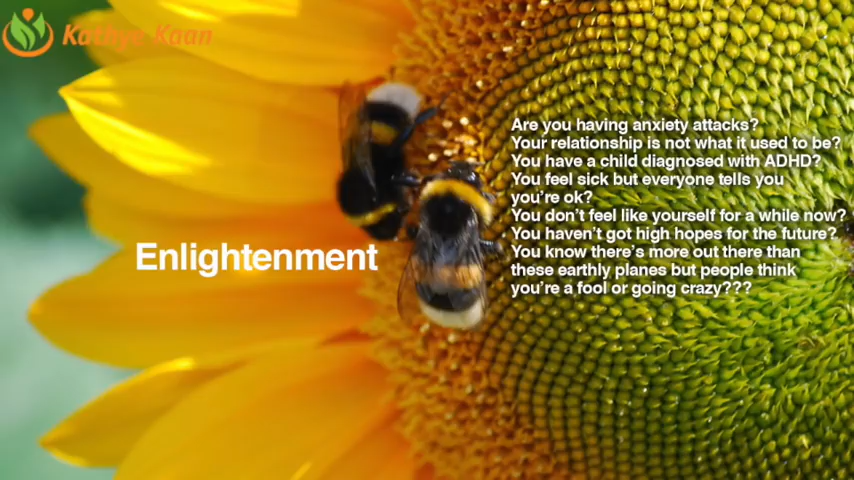 Kathye Kaan
Enlightenment
Are you having anxiety attacks?
Your relationship is not what it used to be?
You have a child diagnosed with ADHD?
You feel sick but everyone tells you
you're ok?
You don't feel like yourself for a while now?
You haven't got high hopes for the future?
You know there's more out there than
these earthly planes but people think
you're a fool or going crazy???